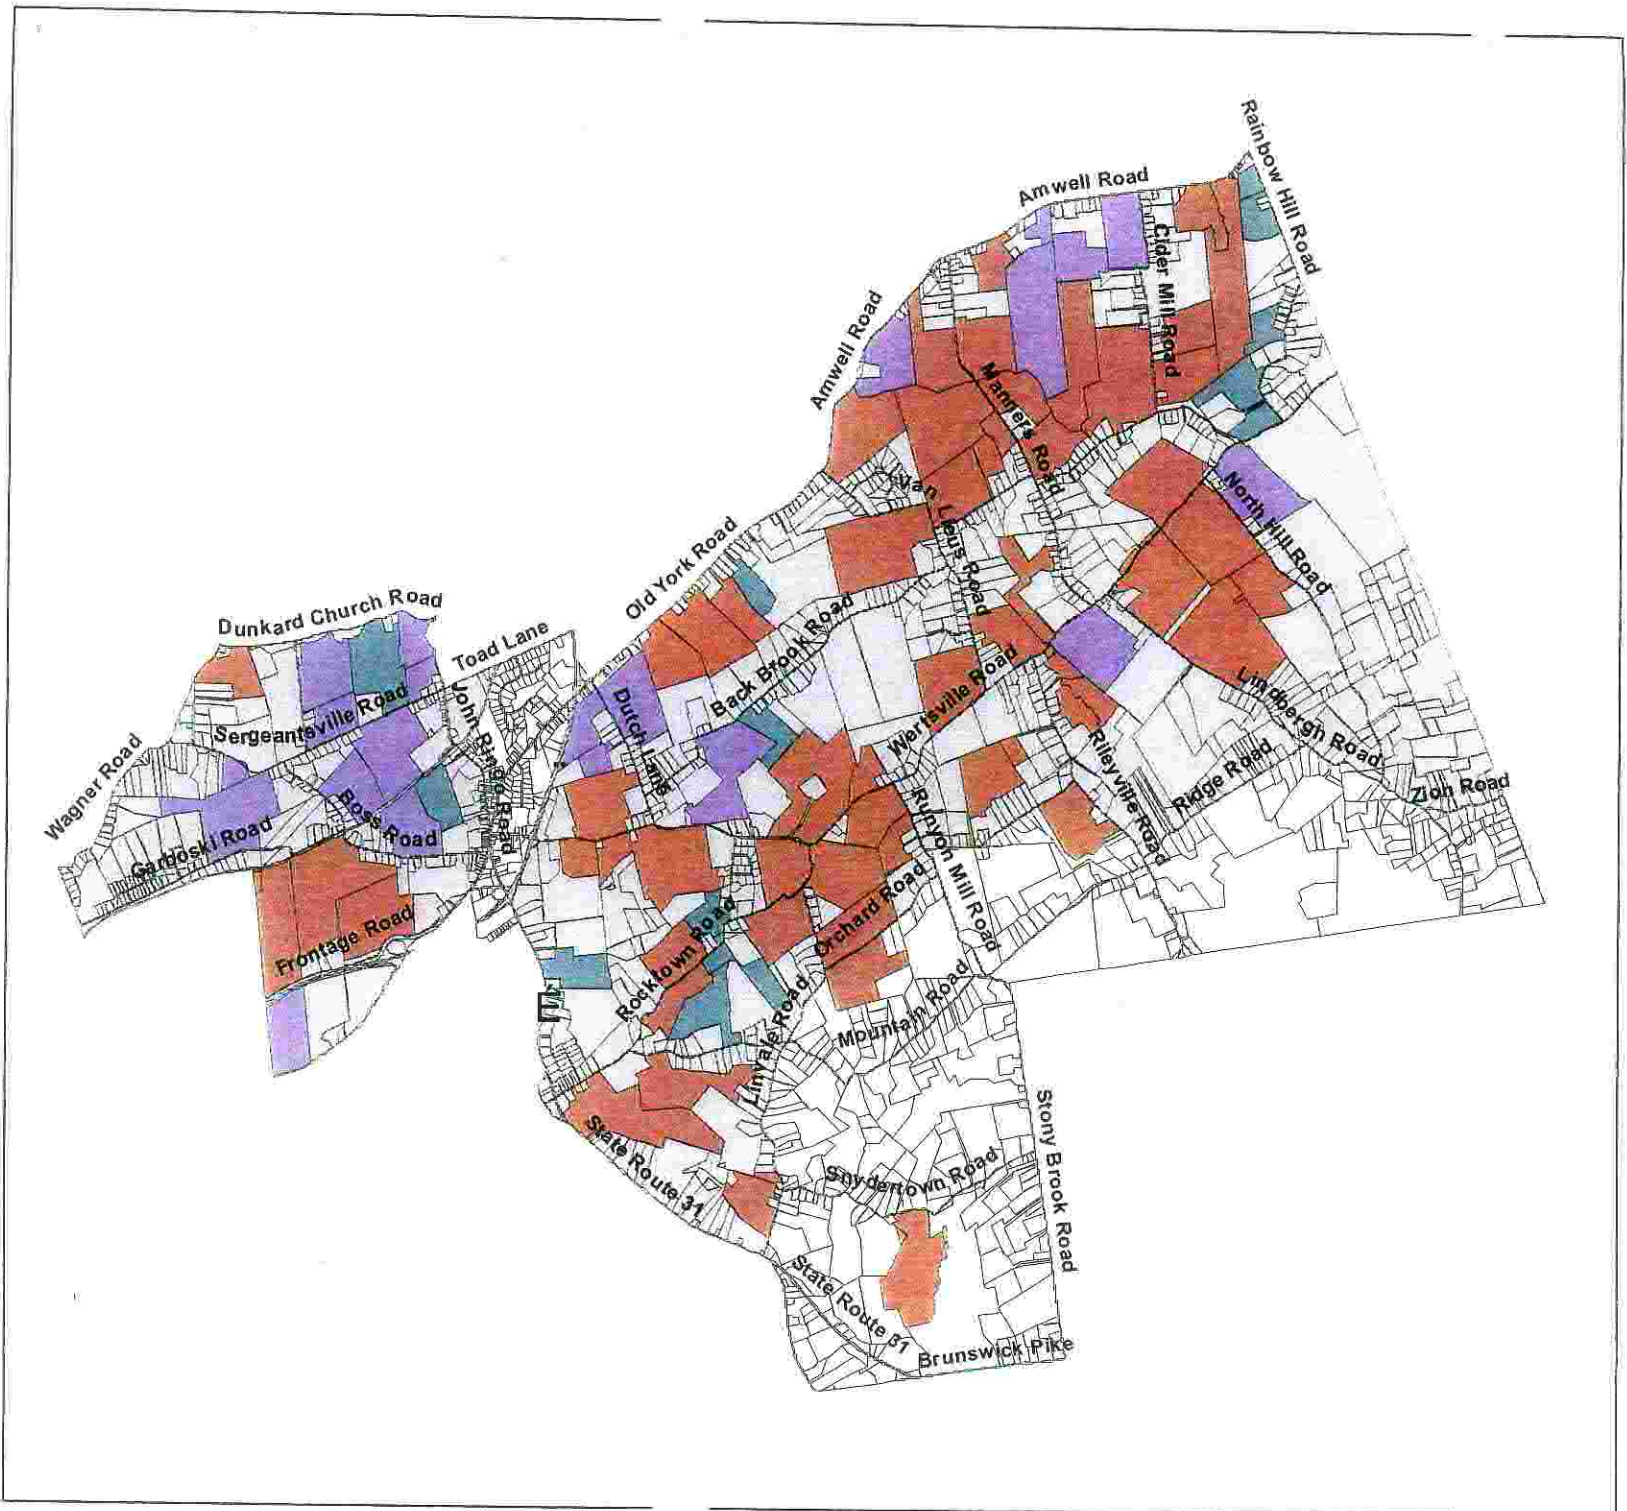 Rainbow Hill Road
Amwell Road
Cider Mill Road
Amwell Road
Manners Road
Van Lieus Road
North Hill Road
Old York Road
Dunkard Church Road
Toad Lane
Back Brook Road
Dutch Lane
Sergeantsville Road
John Ringo Road
Wertsville Road
Lindbergh Road
Wagner Road
Rileyville Road
Ridge Road
Zion Road
Boss Road
Garboski Road
Runyon Mill Road
Orchard Road
Frontage Road
Rocktown Road
E
Linvale Road
Mountain Road
State Route 31
Stony Brook Road
Snydertown Road
State Route 31
Brunswick Pike